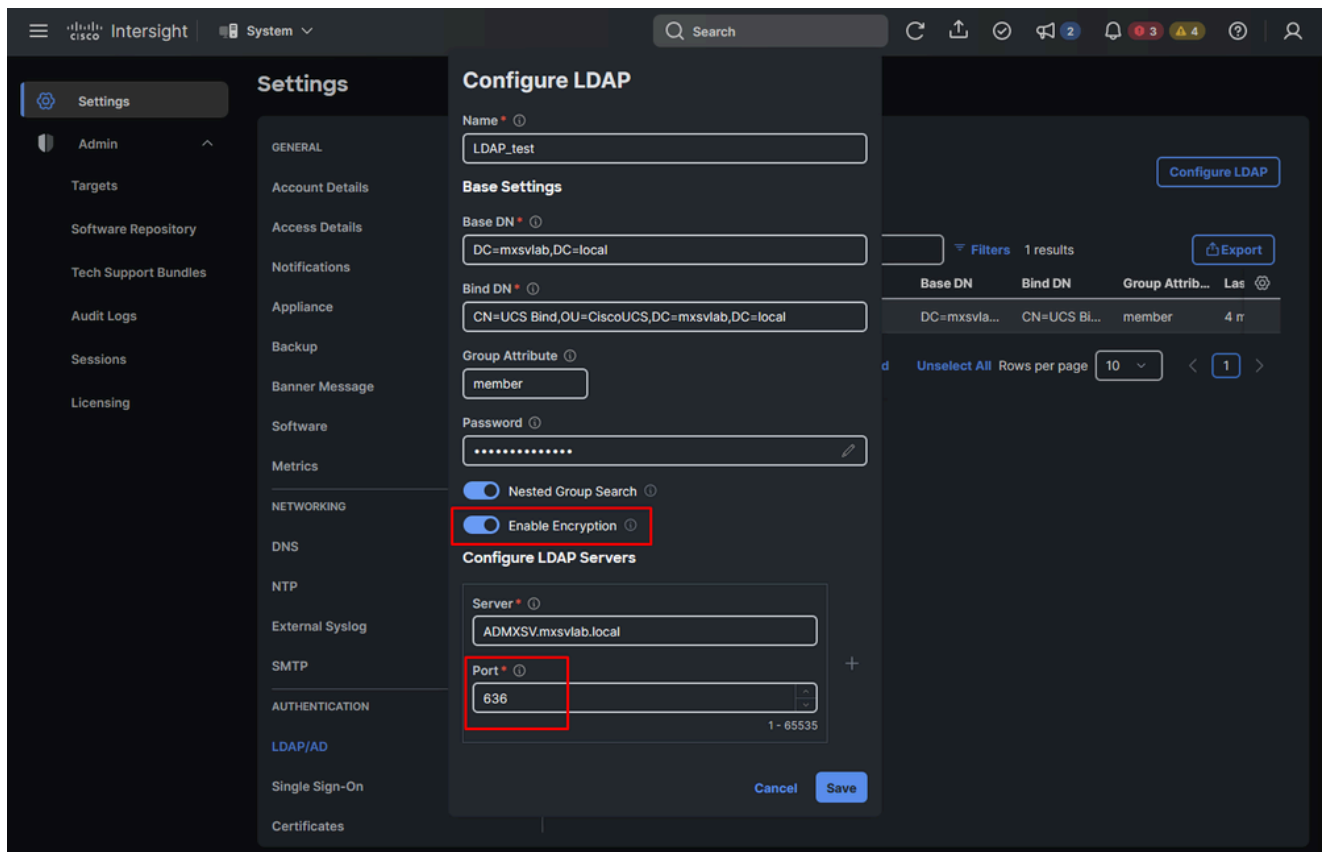 cisco Intersight System
Search
2 3 4
Settings
Admin
Targets
Software Repository
Tech Support Bundles
Audit Logs
Sessions
Licensing
Settings
GENERAL
Account Details
Access Details
Notifications
Appliance
Backup
Banner Message
Software
Metrics
NETWORKING
DNS
NTP
External Syslog
SMTP
AUTHENTICATION
LDAP/AD
Single Sign-On
Certificates
Configure LDAP
Name *
LDAP_test
Base Settings
Base DN *
DC=mxsvlab,DC=local
Bind DN *
CN=UCS Bind,OU=CiscoUCS,DC=mxsvlab,DC=local
Group Attribute
member
Password
••••••••••••••
Nested Group Search
Enable Encryption
Configure LDAP Servers
Server *
ADMXSV.mxsvlab.local
Port *
636
1 - 65535
Cancel Save
Configure LDAP
Filters 1 results Export
Base DN Bind DN Group Attrib... Las
DC=mxsvla... CN=UCS Bi... member 4 m
d Unselect All Rows per page 10 1